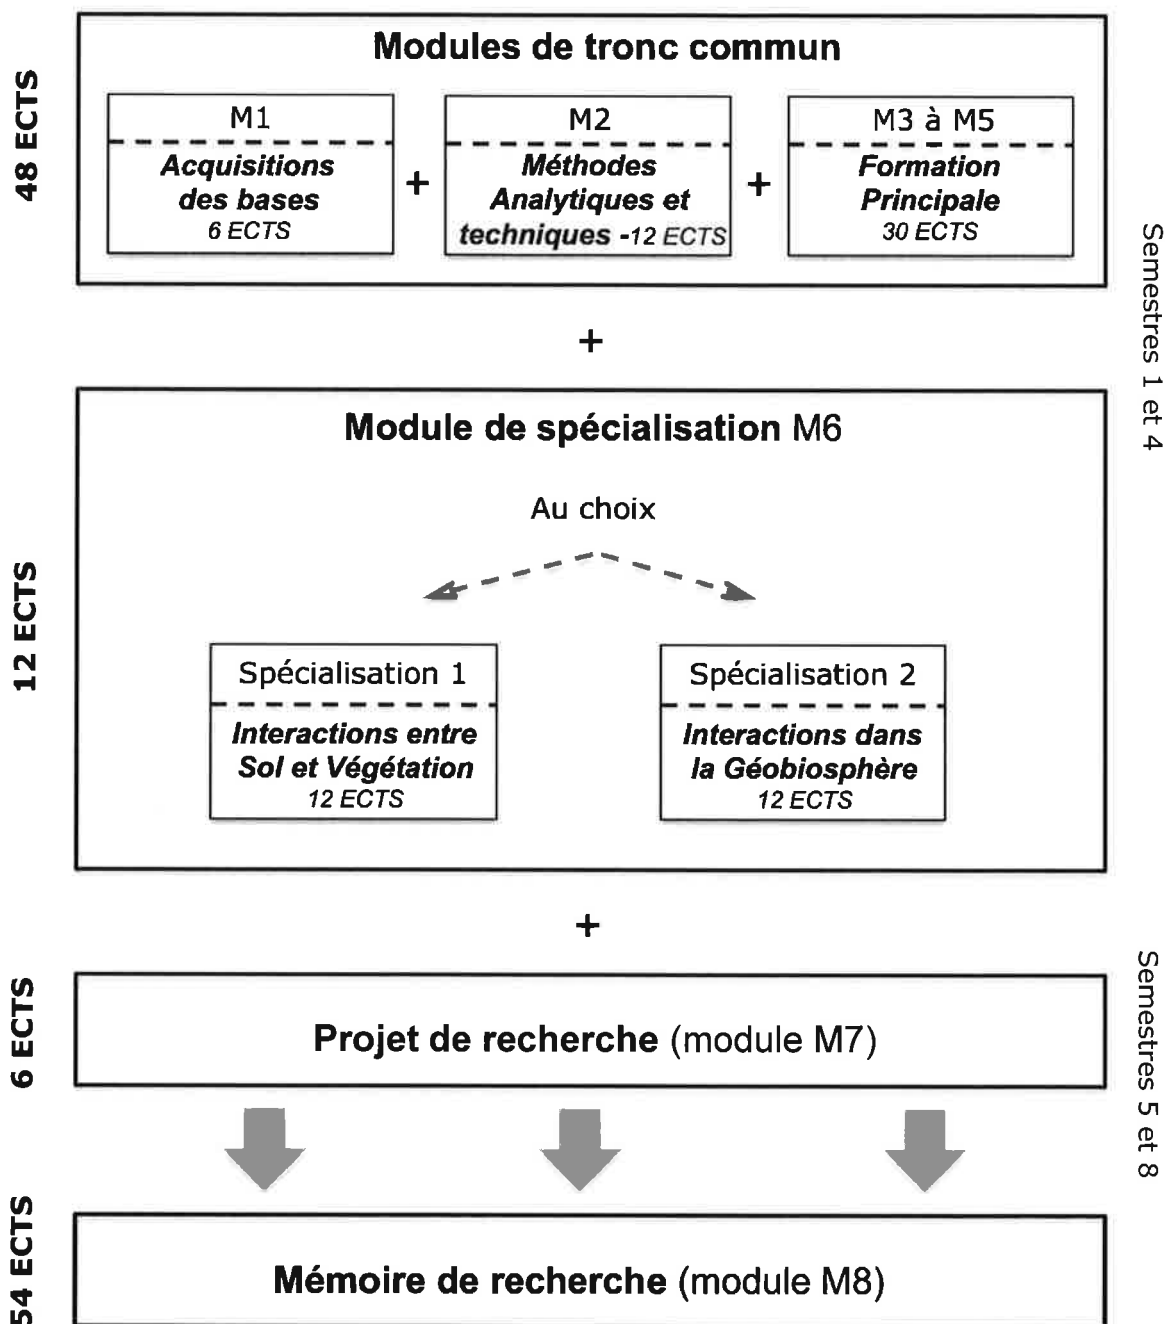 Modules de tronc commun
48 ECTS
M1
Acquisitions
des bases
6 ECTS
+
M2
Méthodes
Analytiques et
techniques -12 ECTS
+
M3 à M5
Formation
Principale
30 ECTS
Semestres 1 et 4
+
Module de spécialisation M6
12 ECTS
Au choix
Spécialisation 1
Interactions entre
Sol et Végétation
12 ECTS
Spécialisation 2
Interactions dans
la Géobiosphère
12 ECTS
+
6 ECTS
Projet de recherche (module M7)
Semestres 5 et 8
54 ECTS
Mémoire de recherche (module M8)